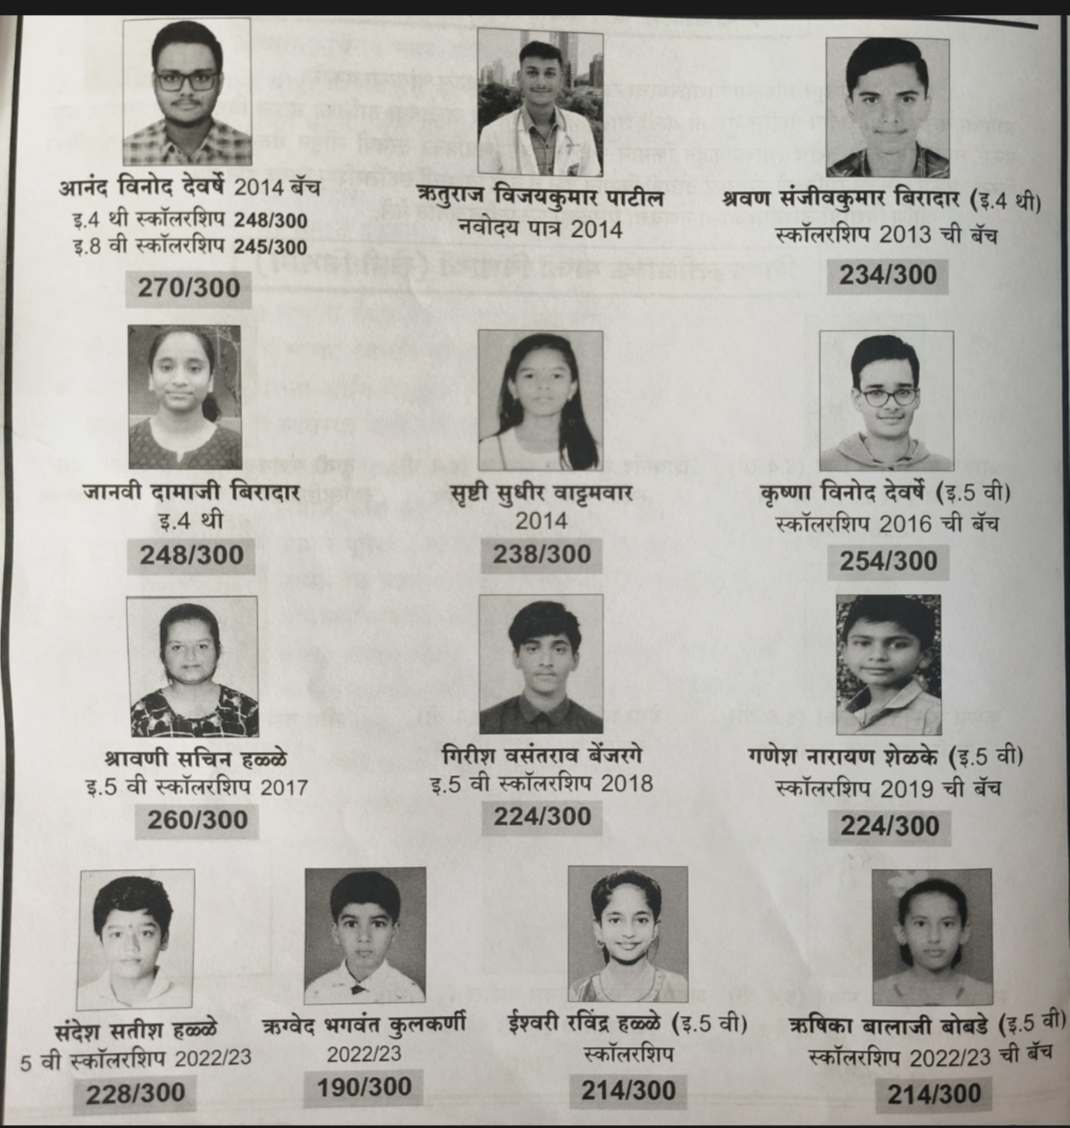 आनंद विनोद देवर्षे 2014 बॅच
इ.4 थी स्कॉलरशिप 248/300
इ.8 वी स्कॉलरशिप 245/300
270/300
ऋतुराज विजयकुमार पाटील
नवोदय पात्र 2014
श्रवण संजीवकुमार बिरादार (इ.4 थी)
स्कॉलरशिप 2013 ची बॅच
234/300
जानवी दामाजी बिरादार
इ.4 थी
248/300
सृष्टी सुधीर वाट्टमवार
2014
238/300
कृष्णा विनोद देवर्षे (इ.5 वी)
स्कॉलरशिप 2016 ची बॅच
254/300
श्रावणी सचिन हळ्ळे
इ.5 वी स्कॉलरशिप 2017
260/300
गिरीश वसंतराव बेंजरगे
इ.5 वी स्कॉलरशिप 2018
224/300
गणेश नारायण शेळके (इ.5 वी)
स्कॉलरशिप 2019 ची बॅच
224/300
संदेश सतीश हळ्ळे
5 वी स्कॉलरशिप 2022/23
228/300
ऋग्वेद भगवंत कुलकर्णी
2022/23
190/300
ईश्वरी रविंद्र हळ्ळे (इ.5 वी)
स्कॉलरशिप
214/300
ऋषिका बालाजी बोबडे (इ.5 वी)
स्कॉलरशिप 2022/23 ची बॅच
214/300